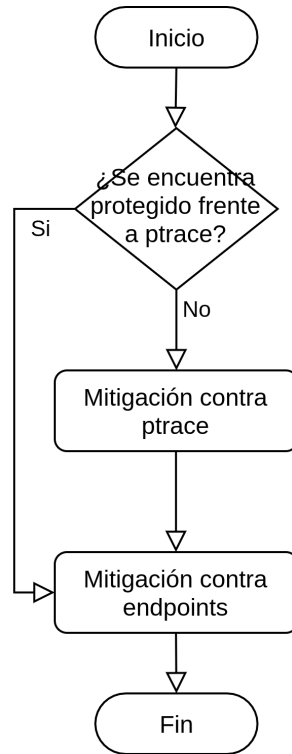 Inicio
¿Se encuentra
protegido frente
a ptrace?
Si
No
Mitigación contra
ptrace
Mitigación contra
endpoints
Fin